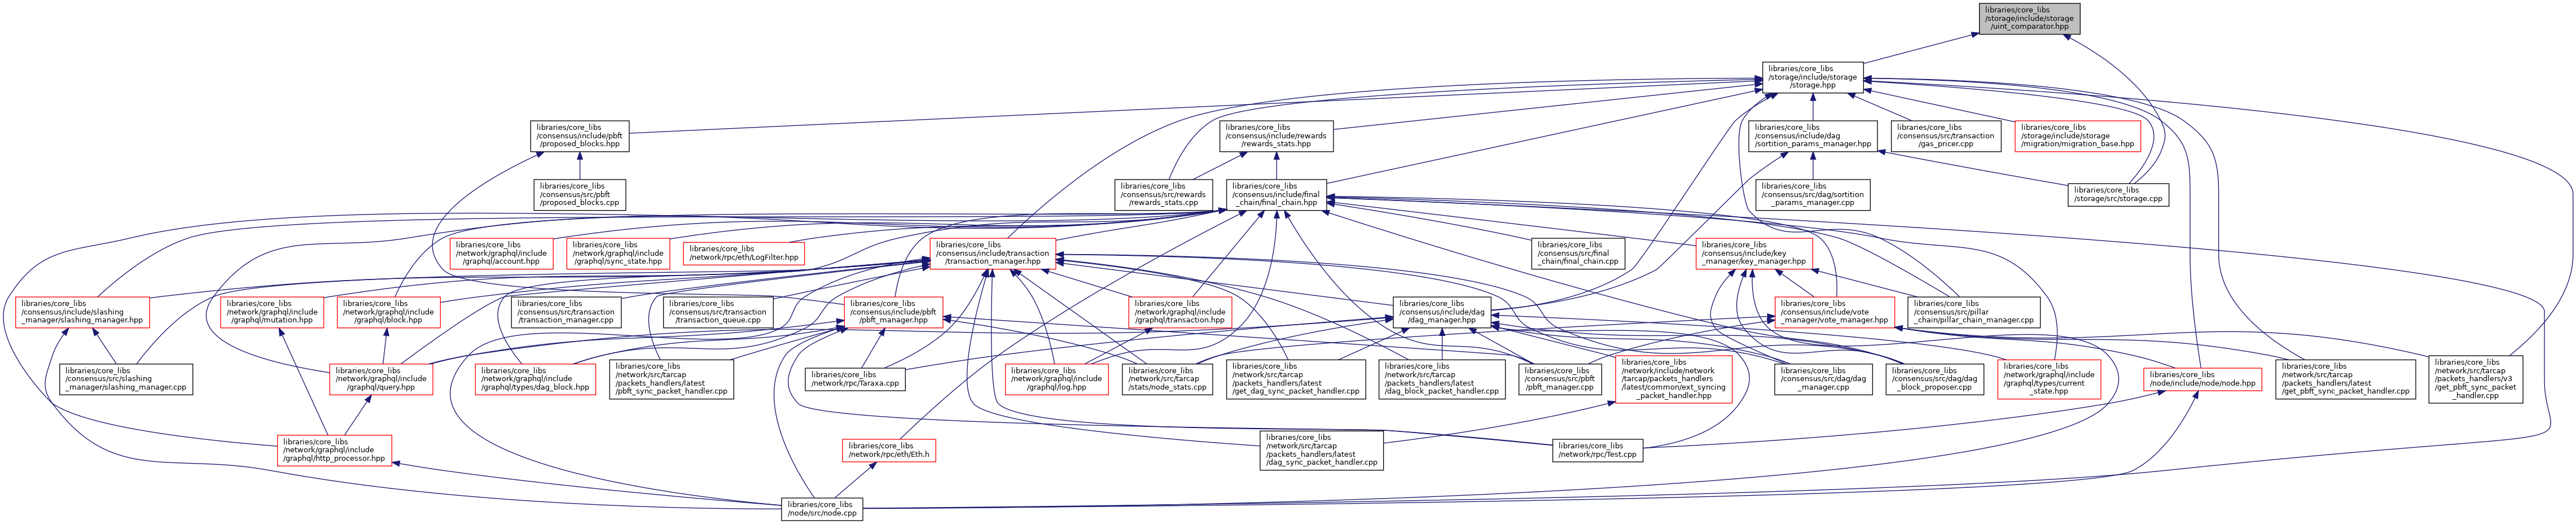 libraries/core_libs
/storage/include/storage
/uint_comparator.hpp
libraries/core_libs
/storage/include/storage
/storage.hpp
libraries/core_libs
/consensus/include/pbft
/proposed_blocks.hpp
libraries/core_libs
/consensus/include/rewards
/rewards_stats.hpp
libraries/core_libs
/consensus/include/dag
/sortition_params_manager.hpp
libraries/core_libs
/consensus/src/transaction
/gas_pricer.cpp
libraries/core_libs
/storage/include/storage
/migration/migration_base.hpp
libraries/core_libs
/consensus/src/pbft
/proposed_blocks.cpp
libraries/core_libs
/consensus/src/rewards
/rewards_stats.cpp
libraries/core_libs
/consensus/include/final
_chain/final_chain.hpp
libraries/core_libs
/consensus/src/dag/sortition
_params_manager.cpp
libraries/core_libs
/storage/src/storage.cpp
libraries/core_libs
/network/graphql/include
/graphql/account.hpp
libraries/core_libs
/network/graphql/include
/graphql/sync_state.hpp
libraries/core_libs
/network/rpc/eth/LogFilter.hpp
libraries/core_libs
/consensus/include/transaction
/transaction_manager.hpp
libraries/core_libs
/consensus/src/final
_chain/final_chain.cpp
libraries/core_libs
/consensus/include/key
_manager/key_manager.hpp
libraries/core_libs
/consensus/include/slashing
_manager/slashing_manager.hpp
libraries/core_libs
/network/graphql/include
/graphql/mutation.hpp
libraries/core_libs
/network/graphql/include
/graphql/block.hpp
libraries/core_libs
/consensus/src/transaction
/transaction_manager.cpp
libraries/core_libs
/consensus/src/transaction
/transaction_queue.cpp
libraries/core_libs
/consensus/include/pbft
/pbft_manager.hpp
libraries/core_libs
/network/graphql/include
/graphql/transaction.hpp
libraries/core_libs
/consensus/include/dag
/dag_manager.hpp
libraries/core_libs
/consensus/include/vote
_manager/vote_manager.hpp
libraries/core_libs
/consensus/src/pillar
_chain/pillar_chain_manager.cpp
libraries/core_libs
/consensus/src/slashing
_manager/slashing_manager.cpp
libraries/core_libs
/network/graphql/include
/graphql/query.hpp
libraries/core_libs
/network/graphql/include
/graphql/types/dag_block.hpp
libraries/core_libs
/network/src/tarcap
/packets_handlers/latest
/pbft_sync_packet_handler.cpp
libraries/core_libs
/network/rpc/Taraxa.cpp
libraries/core_libs
/network/graphql/include
/graphql/log.hpp
libraries/core_libs
/network/src/tarcap
/stats/node_stats.cpp
libraries/core_libs
/network/src/tarcap
/packets_handlers/latest
/get_dag_sync_packet_handler.cpp
libraries/core_libs
/network/src/tarcap
/packets_handlers/latest
/dag_block_packet_handler.cpp
libraries/core_libs
/consensus/src/pbft
/pbft_manager.cpp
libraries/core_libs
/network/include/network
/tarcap/packets_handlers
/latest/common/ext_syncing
_packet_handler.hpp
libraries/core_libs
/consensus/src/dag/dag
_manager.cpp
libraries/core_libs
/consensus/src/dag/dag
_block_proposer.cpp
libraries/core_libs
/network/graphql/include
/graphql/types/current
_state.hpp
libraries/core_libs
/node/include/node/node.hpp
libraries/core_libs
/network/src/tarcap
/packets_handlers/latest
/get_pbft_sync_packet_handler.cpp
libraries/core_libs
/network/src/tarcap
/packets_handlers/v3
/get_pbft_sync_packet
_handler.cpp
libraries/core_libs
/network/graphql/include
/graphql/http_processor.hpp
libraries/core_libs
/network/rpc/eth/Eth.h
libraries/core_libs
/network/src/tarcap
/packets_handlers/latest
/dag_sync_packet_handler.cpp
libraries/core_libs
/network/rpc/Test.cpp
libraries/core_libs
/node/src/node.cpp